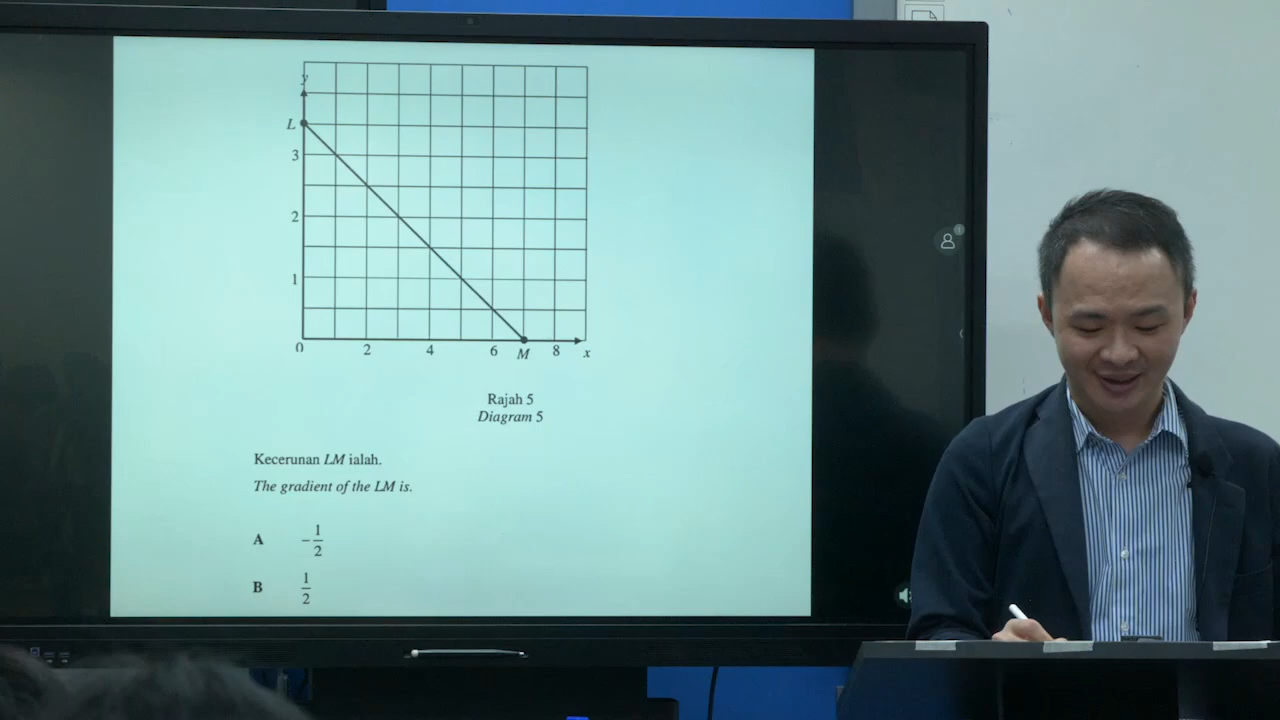 y
L
3
2
1
0 2 4 6 M 8 x
Rajah 5
Diagram 5
Kecerunan LM ialah.
The gradient of the LM is.
A -1/2
B 1/2